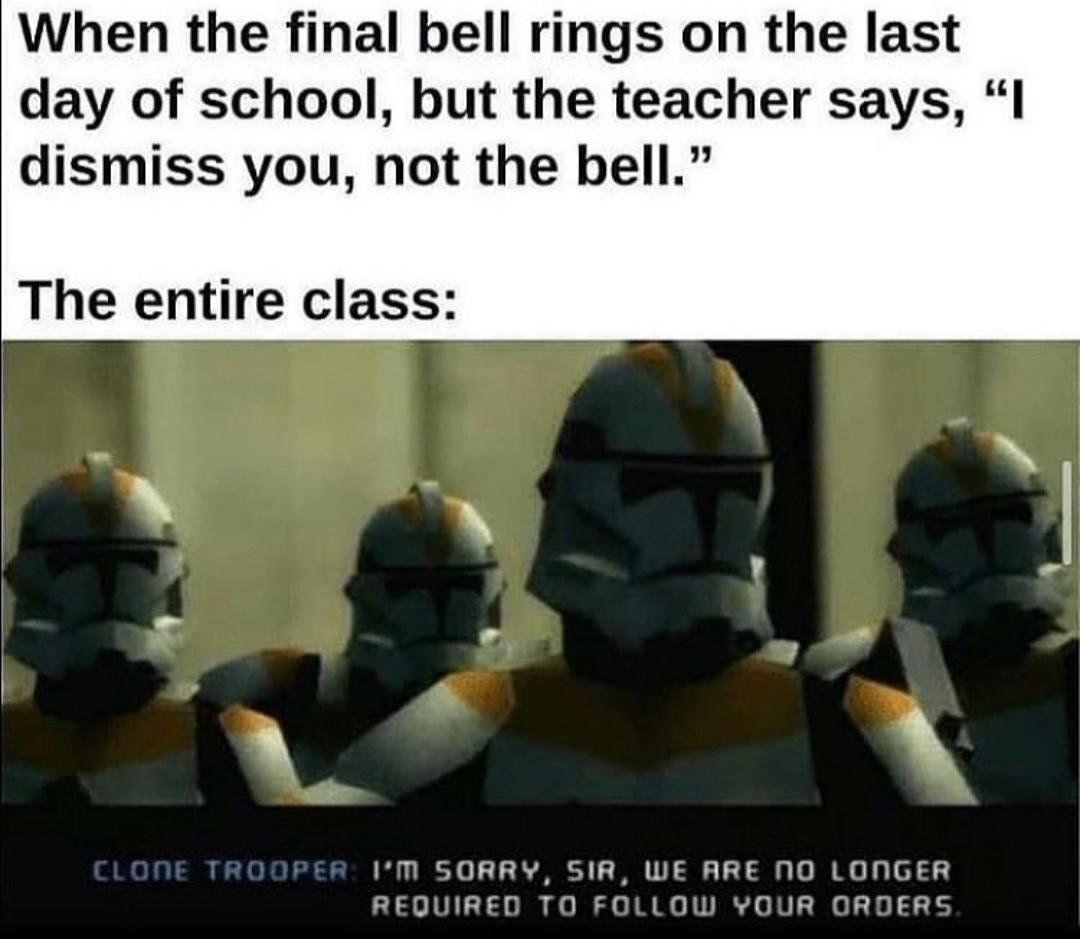 When the final bell rings on the last
day of school, but the teacher says, “I
dismiss you, not the bell.”
The entire class:
CLONE TROOPER: I'M SORRY, SIR, WE ARE NO LONGER
REQUIRED TO FOLLOW YOUR ORDERS.